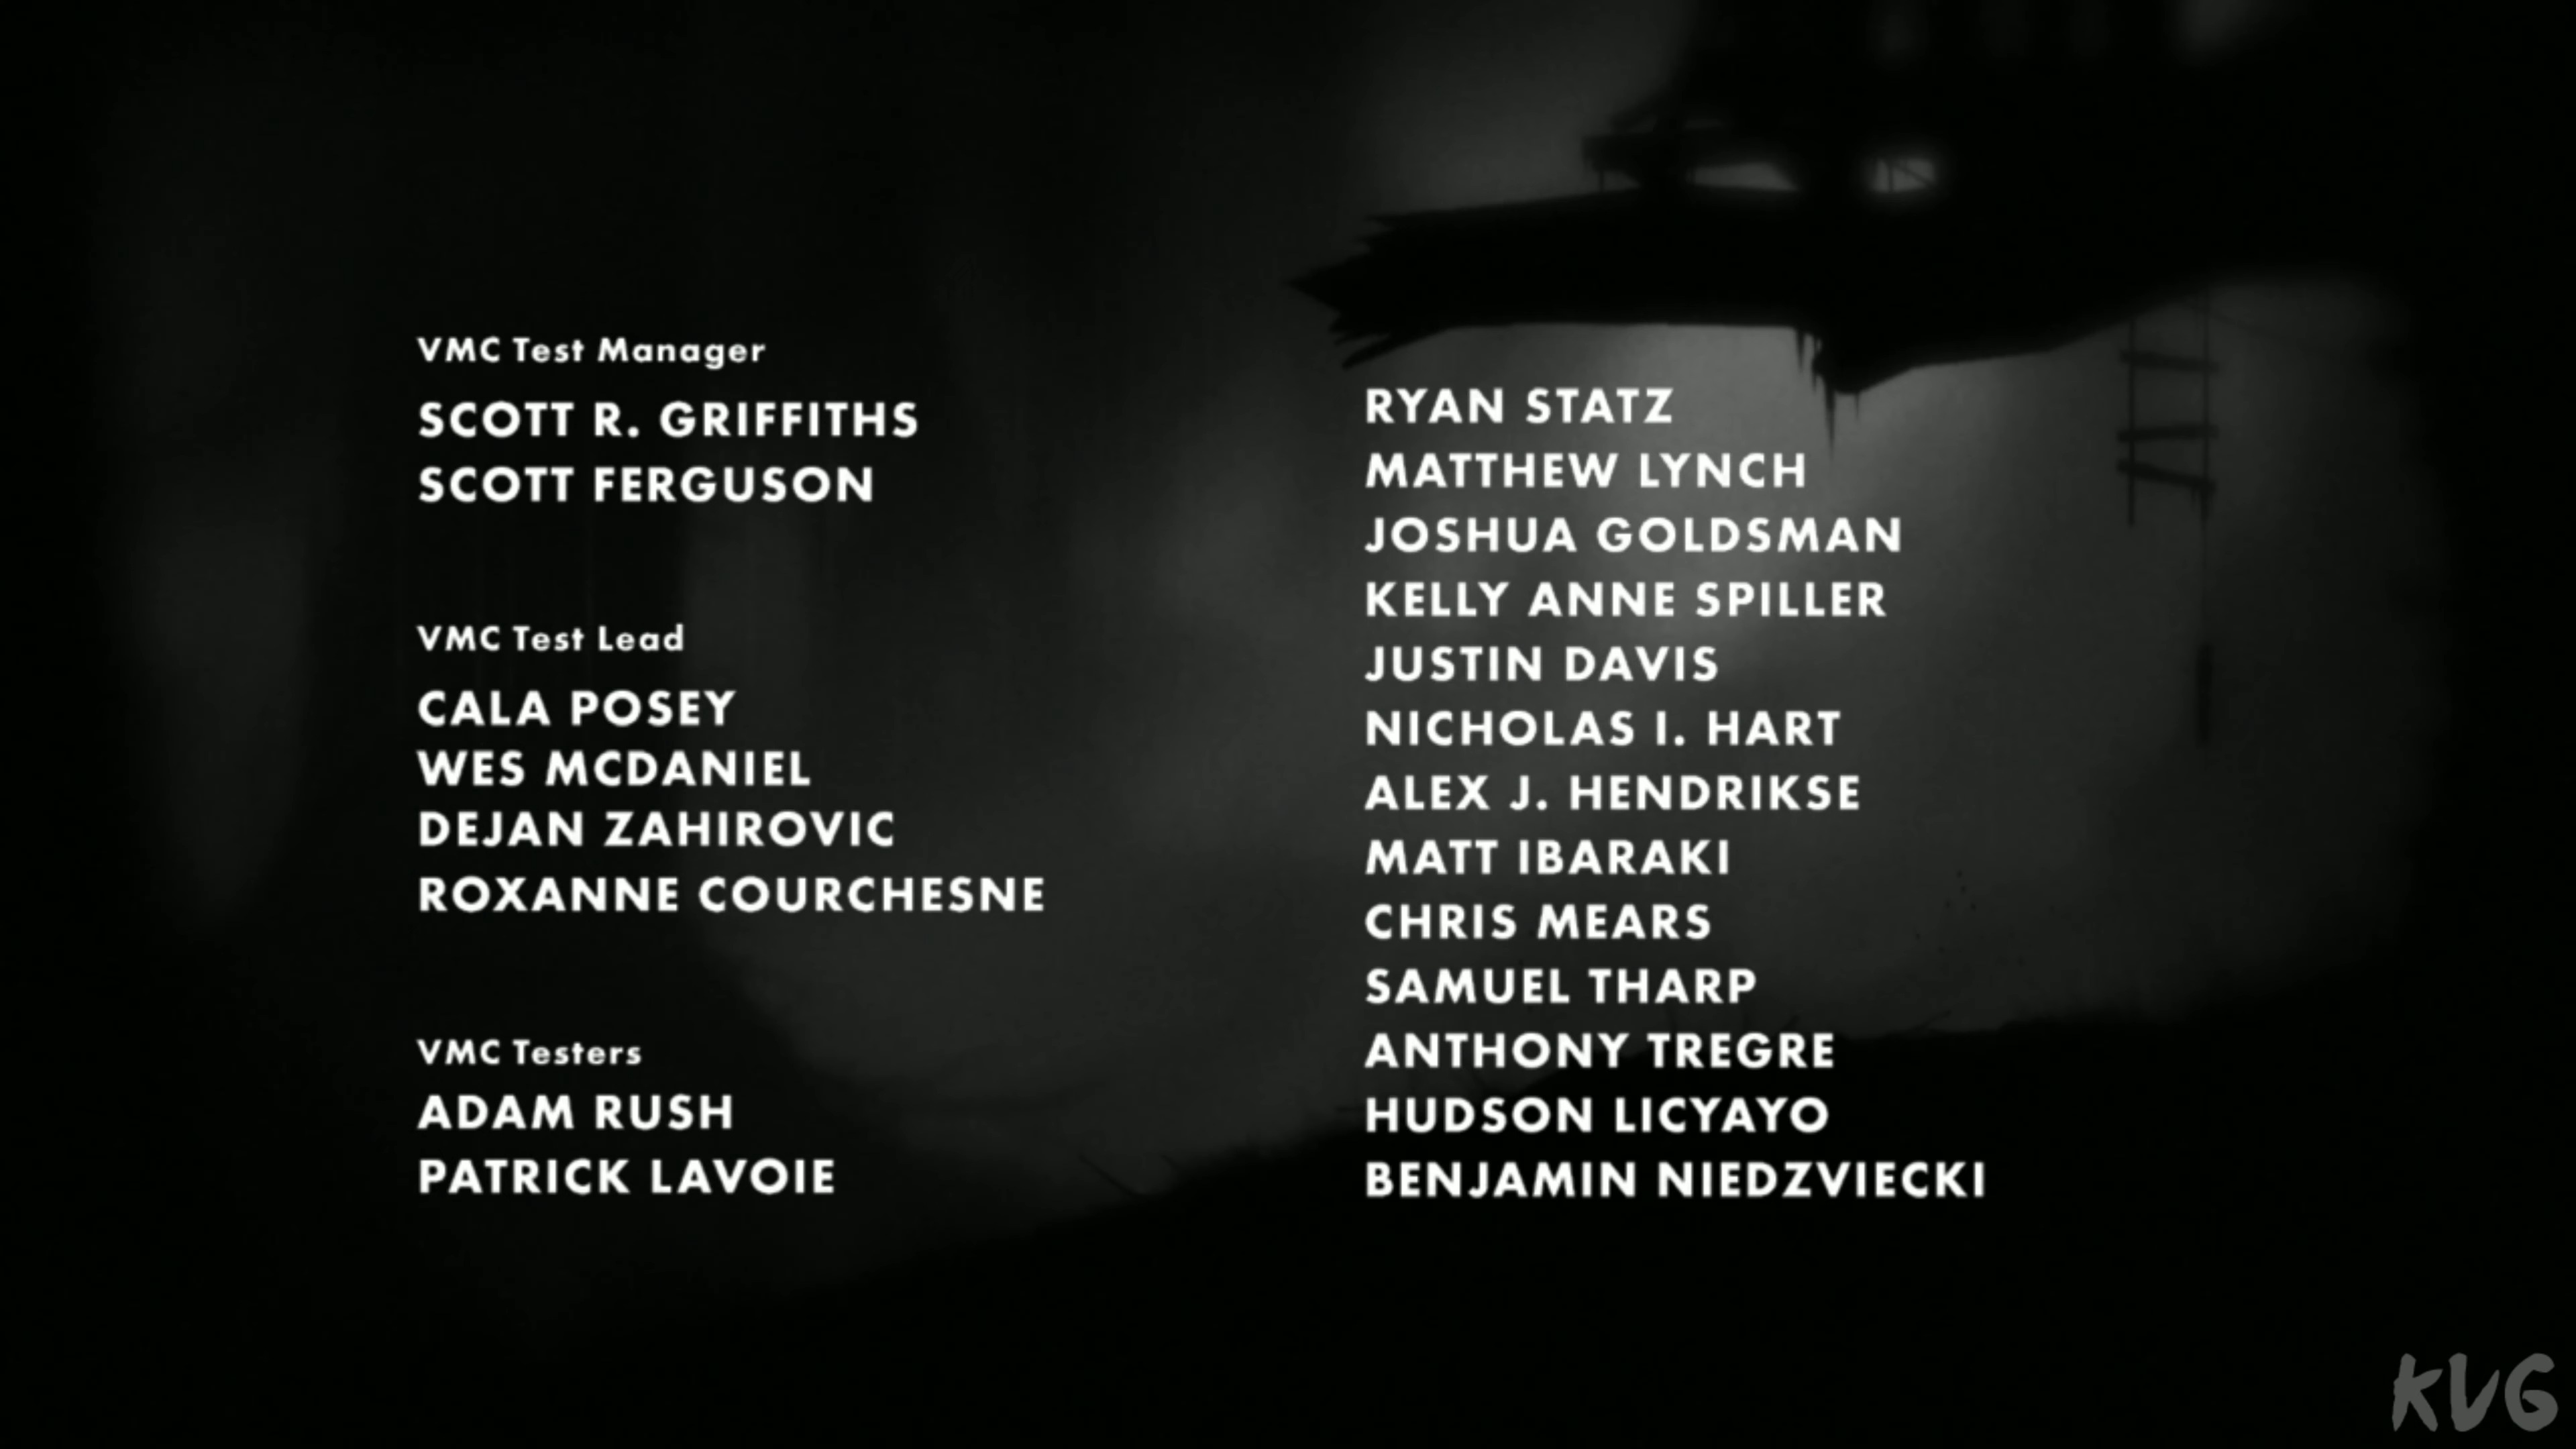 VMC Test Manager
SCOTT R. GRIFFITHS
SCOTT FERGUSON
VMC Test Lead
CALA POSEY
WES MCDANIEL
DEJAN ZAHIROVIC
ROXANNE COURCHESNE
VMC Testers
ADAM RUSH
PATRICK LAVOIE
RYAN STATZ
MATTHEW LYNCH
JOSHUA GOLDSMAN
KELLY ANNE SPILLER
JUSTIN DAVIS
NICHOLAS I. HART
ALEX J. HENDRIKSE
MATT IBARAKI
CHRIS MEARS
SAMUEL THARP
ANTHONY TREGRE
HUDSON LICYAYO
BENJAMIN NIEDZVIECKI
KVG